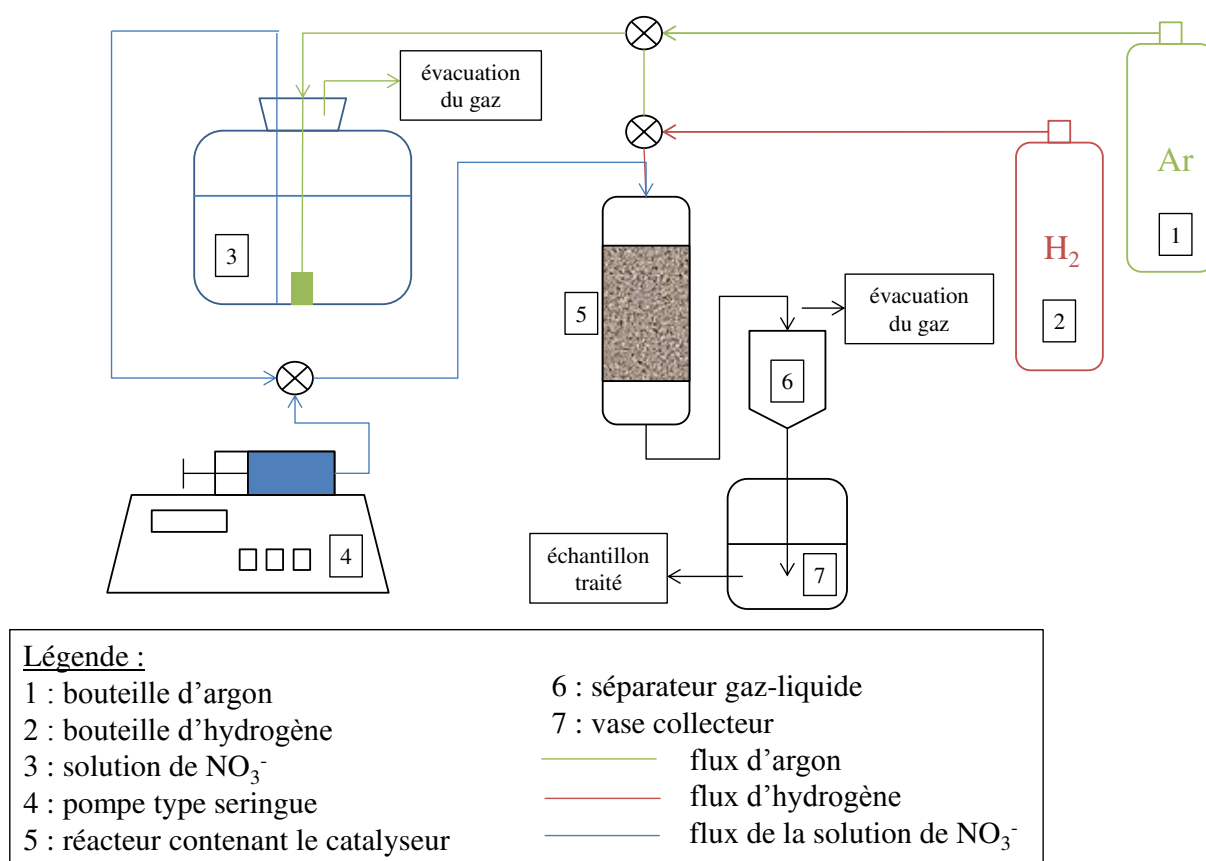 évacuation
du gaz
Ar
1
H2
2
3
5
évacuation
du gaz
6
4
échantillon
traité
7
Légende :
1 : bouteille d'argon
2 : bouteille d'hydrogène
3 : solution de NO3-
4 : pompe type seringue
5 : réacteur contenant le catalyseur
6 : séparateur gaz-liquide
7 : vase collecteur
flux d'argon
flux d'hydrogène
flux de la solution de NO3-